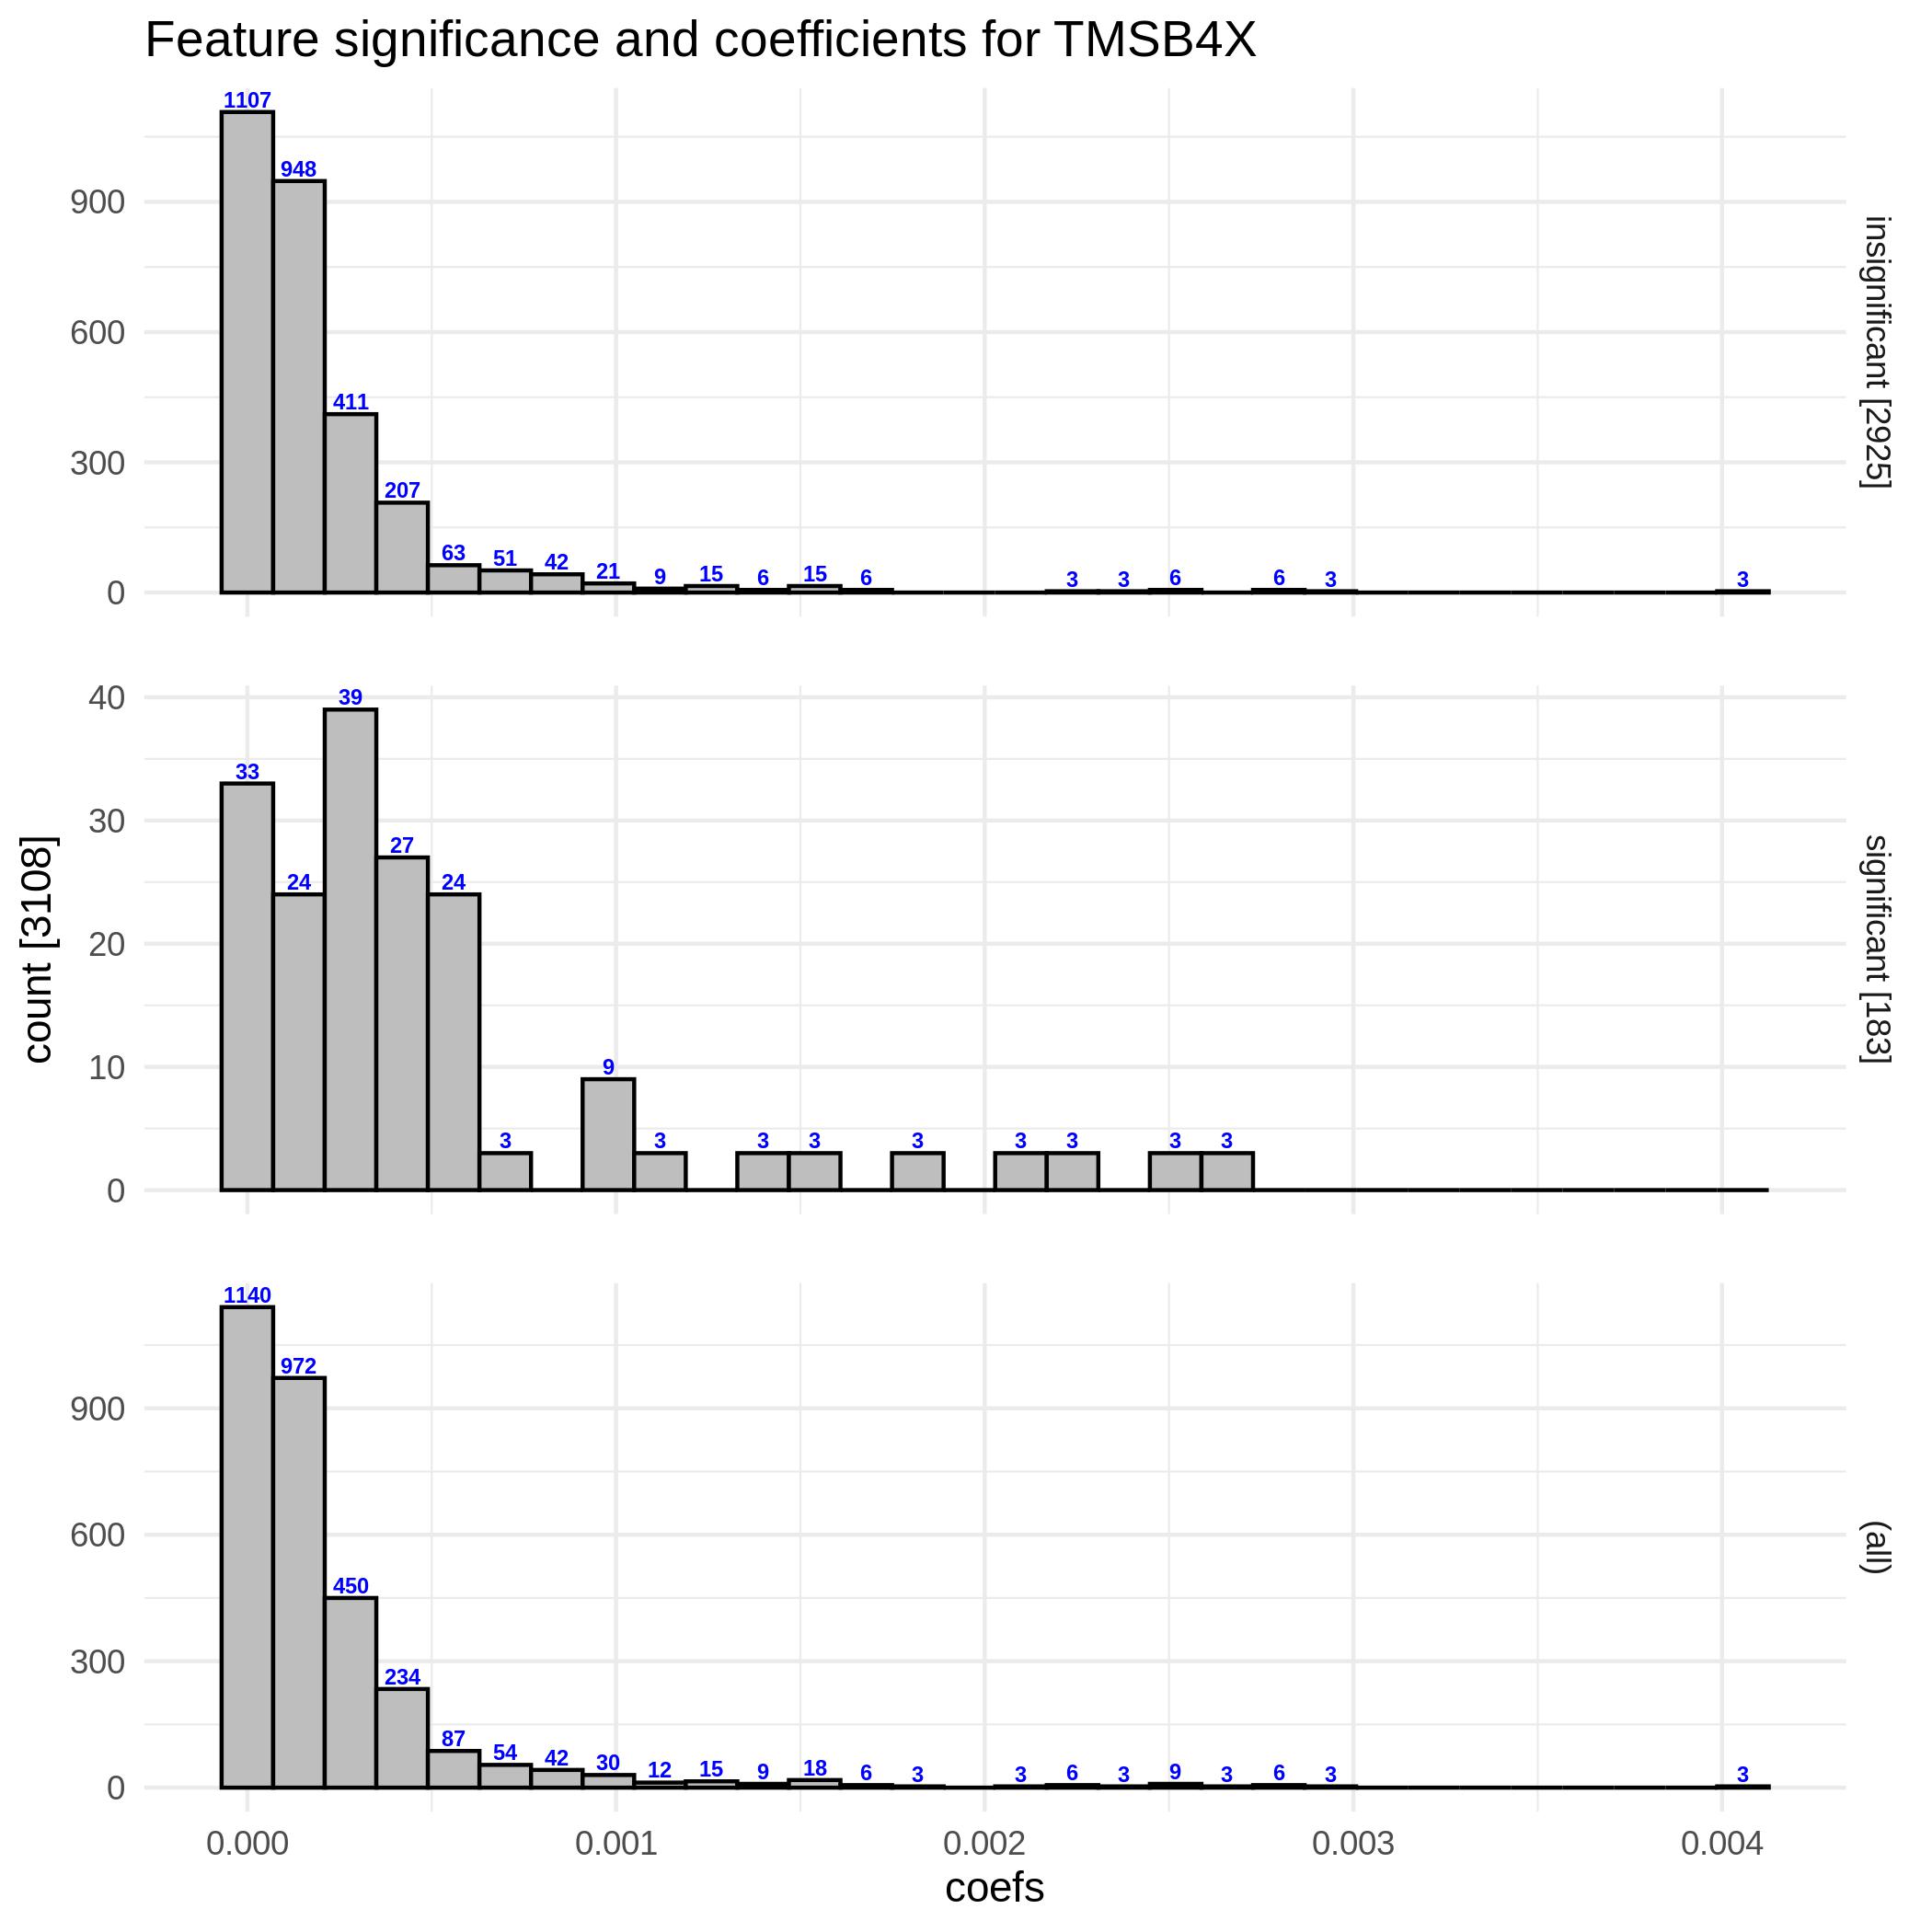 Feature significance and coefficients for TMSB4X
1107
948
411
207
63 51 42 21 9 15 6 15 6 3 3 6 6 3 3
900
600
300
0
insignificant [2925]
39
33
24
27
24
3
9
3 3 3 3 3 3 3 3
40
30
20
10
0
significant [183]
count [3108]
1140
972
450
234
87 54 42 30 12 15 9 18 6 3 3 6 3 9 3 6 3 3
900
600
300
0
(all)
0.000 0.001 0.002 0.003 0.004
coefs